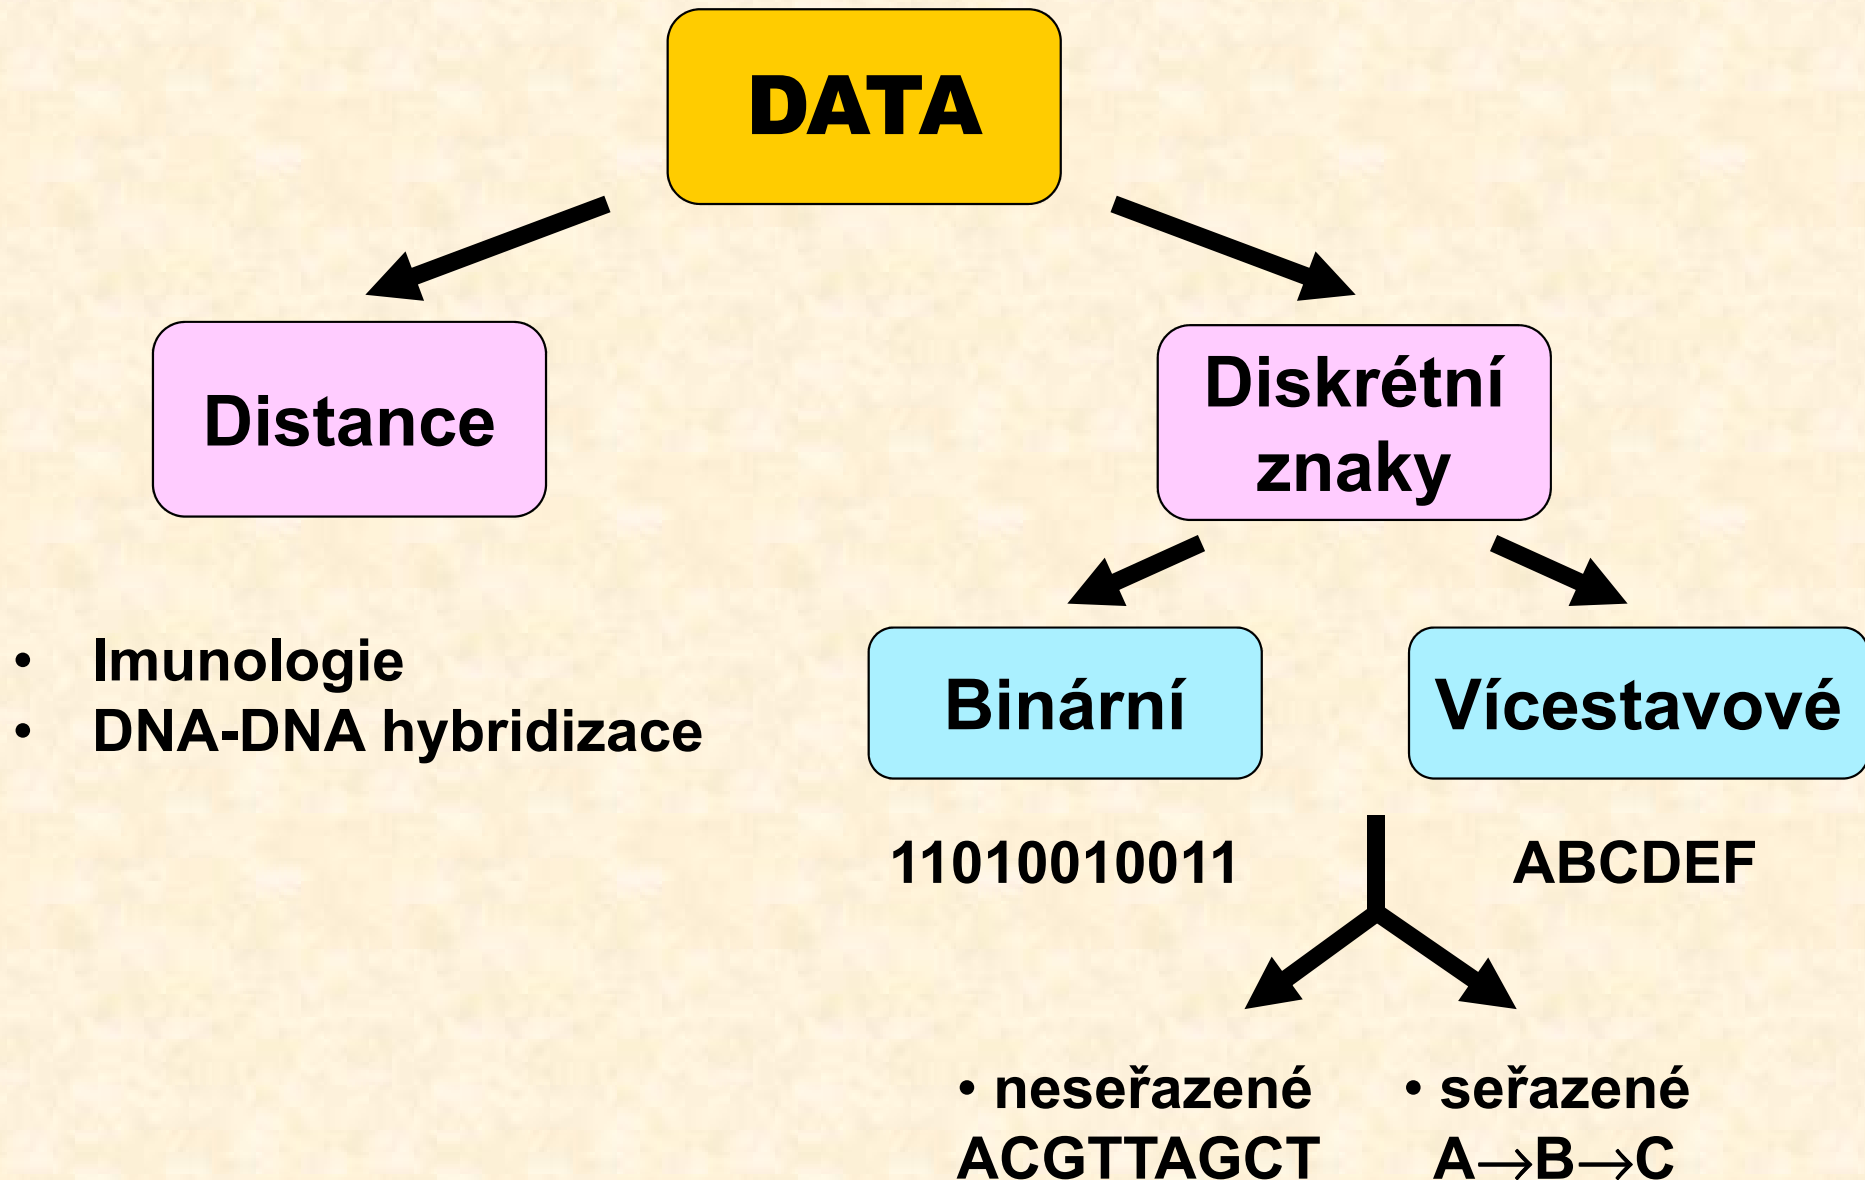 DATA
Distance
Diskrétní
znaky
• Imunologie
• DNA-DNA hybridizace
Binární
Vícestavové
11010010011
ABCDEF
• neseřazené
ACGTTAGCT
• seřazené
A→B→C